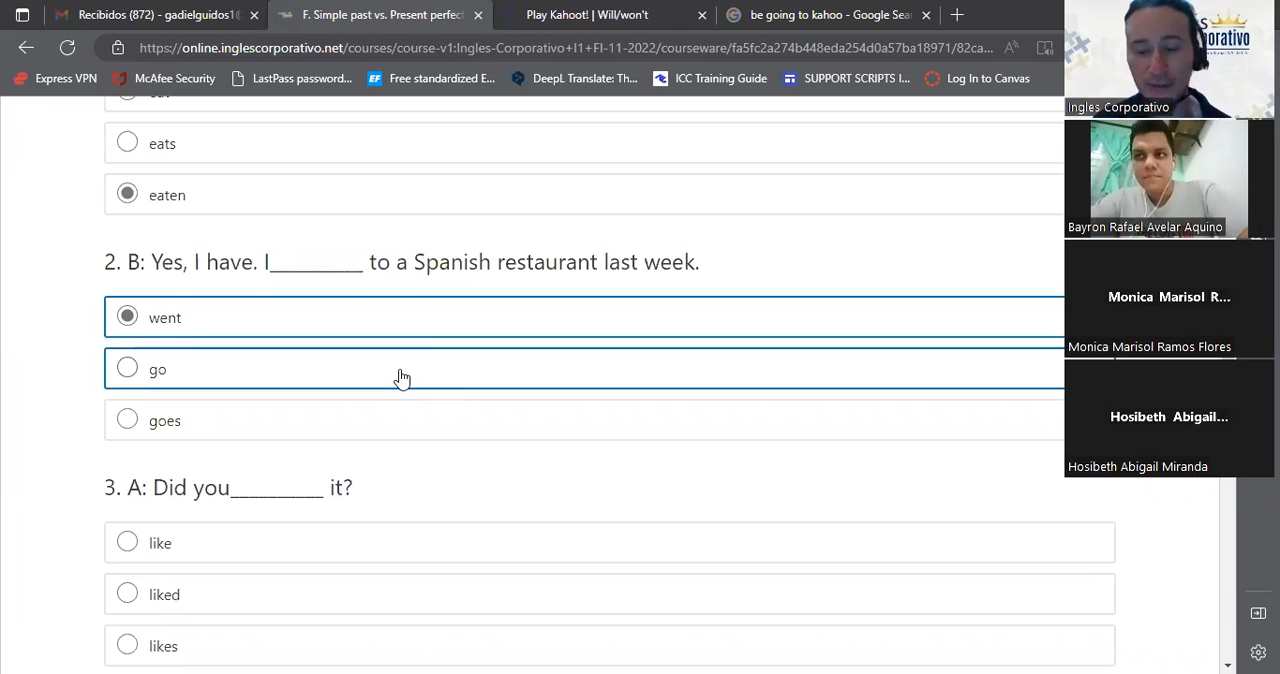 Recibidos (872) - gadielguidos1@
F. Simple past vs. Present perfect
Play Kahoot! | Will/won't
be going to kahoo - Google Sear
https://online.inglescorporativo.net/courses/course-v1:Ingles-Corporativo+I1+FI-11-2022/courseware/fa5fc2a274b448eda254d0a57ba18971/82ca...
Express VPN
McAfee Security
LastPass password...
EF Free standardized E...
DeepL Translate: Th...
ICC Training Guide
SUPPORT SCRIPTS I...
Log In to Canvas
eats
eaten
2. B: Yes, I have. I_________ to a Spanish restaurant last week.
went
go
goes
3. A: Did you_________ it?
like
liked
likes
Ingles Corporativo
Bayron Rafael Avelar Aquino
Monica Marisol R...
Monica Marisol Ramos Flores
Hosibeth Abigail...
Hosibeth Abigail Miranda